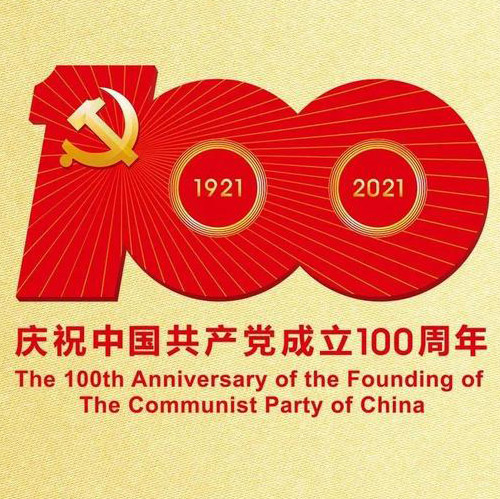 100
1921
2021
庆祝中国共产党成立100周年
The 100th Anniversary of the Founding of
The Communist Party of China